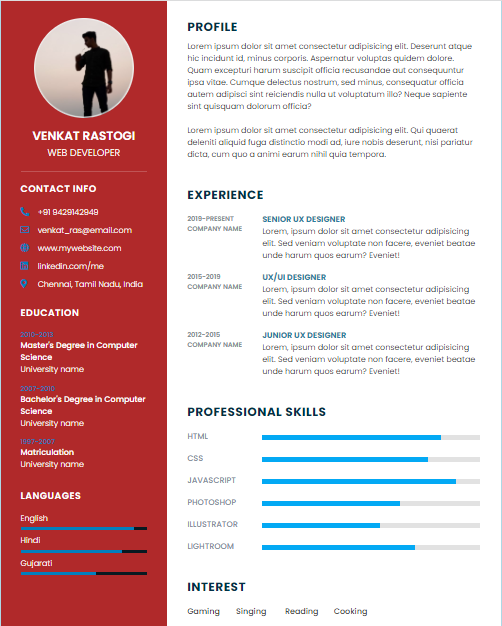 VENKAT RASTOGI
WEB DEVELOPER
CONTACT INFO
+91 9429142949
venkat_ras@email.com
www.mywebsite.com
linkedin.com/me
Chennai, Tamil Nadu, India
EDUCATION
2010-2013
Master's Degree in Computer
Science
University name
2007-2010
Bachelor's Degree in Computer
Science
University name
1997-2007
Matriculation
University name
LANGUAGES
English
Hindi
Gujarati
PROFILE
Lorem ipsum dolor sit amet consectetur adipisicing elit. Deserunt atque
hic incidunt id, minus corporis. Aspernatur voluptas quidem dolore.
Quam excepturi harum suscipit officia recusandae aut consequuntur
ipsa vitae. Cumque delectus nostrum, sed minus, consequatur officia
autem adipisci sint reiciendis nulla ut voluptatum illo? Neque sapiente
sint quisquam dolorum officia?
Lorem ipsum dolor sit amet consectetur adipisicing elit. Qui quaerat
deleniti aliquid fuga distinctio modi ad, iure nobis deserunt, nisi pariatur
dicta, cum quo a animi earum nihil quia tempora.
EXPERIENCE
2019-PRESENT
COMPANY NAME
SENIOR UX DESIGNER
Lorem, ipsum dolor sit amet consectetur adipisicing
elit. Sed veniam voluptate non facere, eveniet beatae
unde harum quos earum? Eveniet!
2015-2019
COMPANY NAME
UX/UI DESIGNER
Lorem, ipsum dolor sit amet consectetur adipisicing
elit. Sed veniam voluptate non facere, eveniet beatae
unde harum quos earum? Eveniet!
2012-2015
COMPANY NAME
JUNIOR UX DESIGNER
Lorem, ipsum dolor sit amet consectetur adipisicing
elit. Sed veniam voluptate non facere, eveniet beatae
unde harum quos earum? Eveniet!
PROFESSIONAL SKILLS
HTML
CSS
JAVASCRIPT
PHOTOSHOP
ILLUSTRATOR
LIGHTROOM
INTEREST
Gaming Singing Reading Cooking